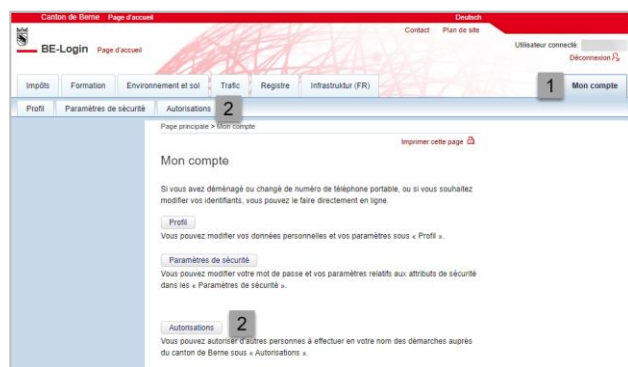 Canton de Berne Page d'accueil Deutsch
Contact Plan de site
BE-Login Page d'accueil
Utilisateur connecté:
Déconnexion
Impôts Formation Environnement et sol Trafic Registre Infrastruktur (FR) 1 Mon compte
Profil Paramètres de sécurité Autorisations 2
Page principale > Mon compte
Imprimer cette page
Mon compte
Si vous avez déménagé ou changé de numéro de téléphone portable, ou si vous souhaitez
modifier vos identifiants, vous pouvez le faire directement en ligne.
Profil
Vous pouvez modifier vos données personnelles et vos paramètres sous « Profil ».
Paramètres de sécurité
Vous pouvez modifier votre mot de passe et vos paramètres relatifs aux attributs de sécurité
dans les « Paramètres de sécurité ».
Autorisations 2
Vous pouvez autoriser d'autres personnes à effectuer en votre nom des démarches auprès
du canton de Berne sous « Autorisations ».